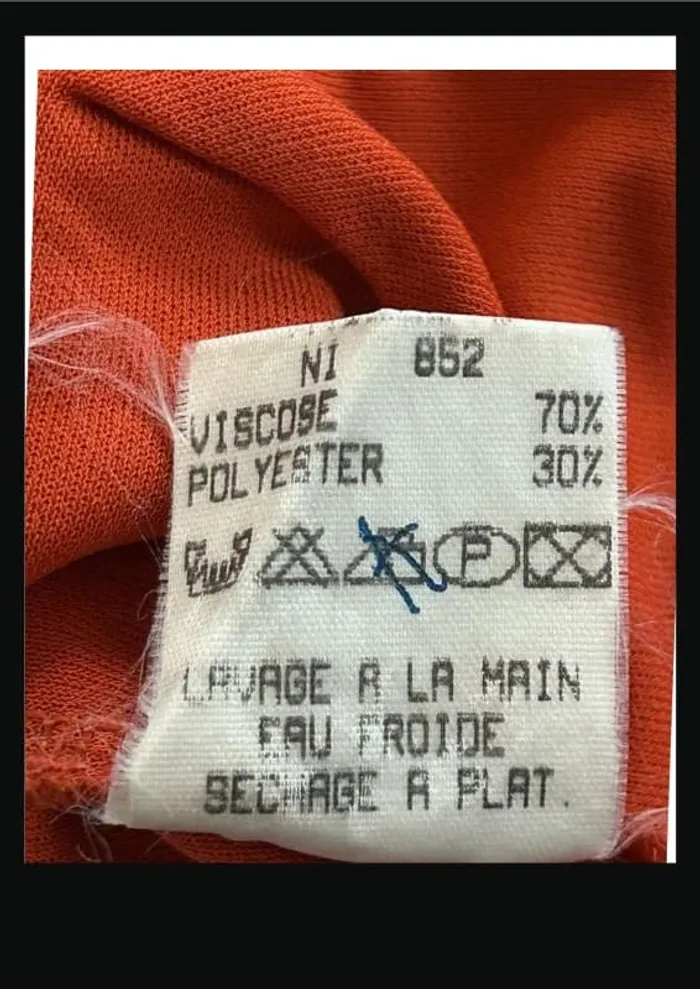 NI 852
VISCOSE 70%
POLYESTER 30%
P
LAVAGE A LA MAIN
EAU FROIDE
SECHAGE A PLAT.